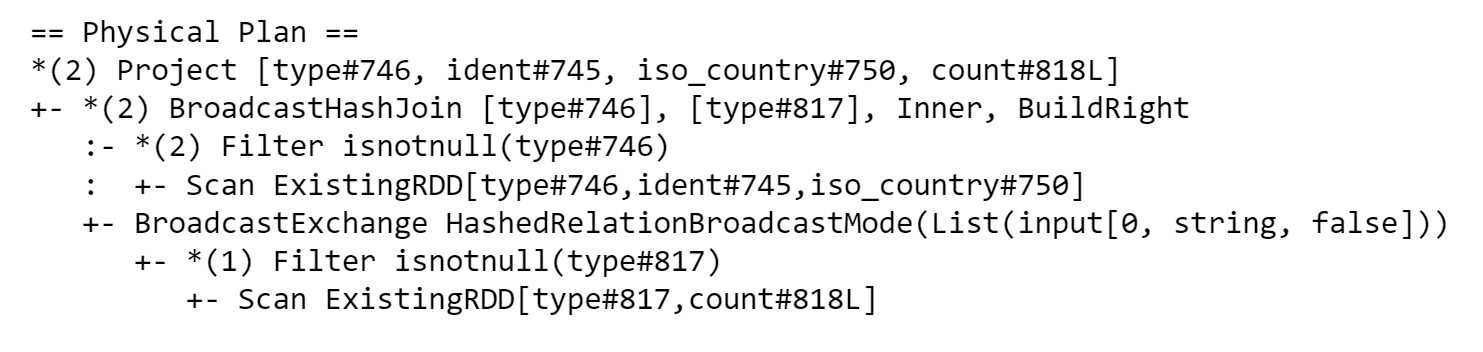 == Physical Plan ==
*(2) Project [type#746, ident#745, iso_country#750, count#818L]
+- *(2) BroadcastHashJoin [type#746], [type#817], Inner, BuildRight
   :- *(2) Filter isnotnull(type#746)
   :  +- Scan ExistingRDD[type#746,ident#745,iso_country#750]
   +- BroadcastExchange HashedRelationBroadcastMode(List(input[0, string, false]))
      +- *(1) Filter isnotnull(type#817)
         +- Scan ExistingRDD[type#817,count#818L]